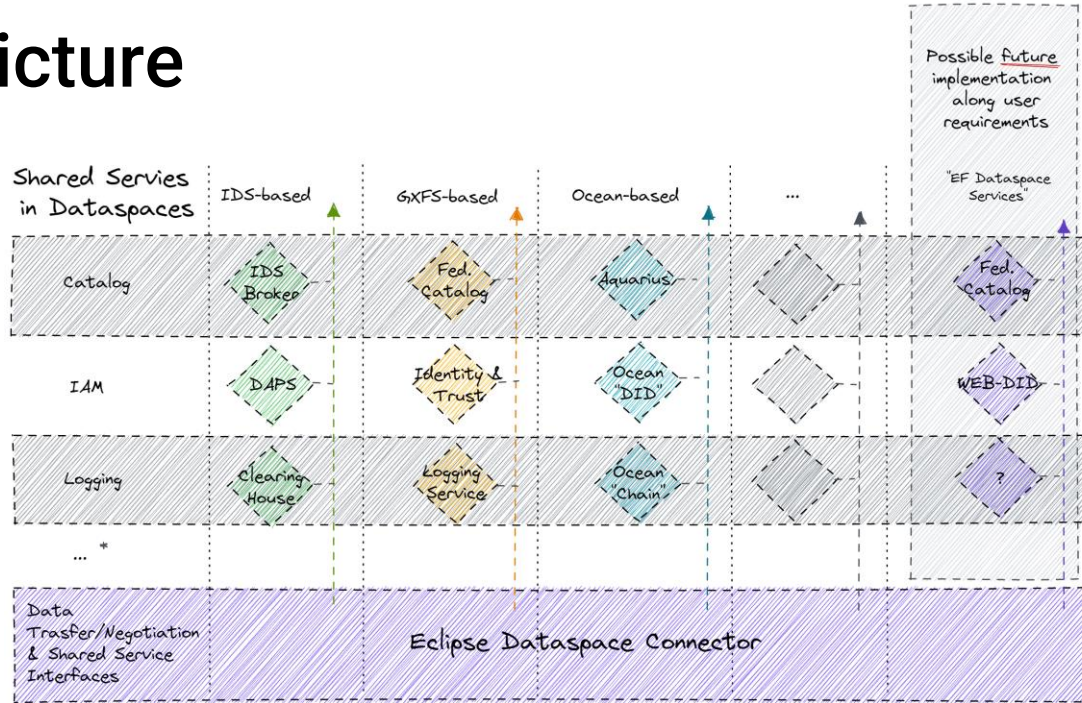 icture
Possible future
implementation
along user
requirements
"EF Dataspace
Services"
Shared Servies
in Dataspaces
IDS-based
GXFS-based
Ocean-based
...
Catalog
IDS
Broker
Fed.
Catalog
Aquarius
Fed.
Catalog
IAM
DAPS
Identity &
Trust
Ocean
"DID"
WEB-DID
Logging
Clearing
House
Logging
Service
Ocean
"Chain"
?
... *
Data
Trasfer/Negotiation
& Shared Service
Interfaces
Eclipse Dataspace Connector